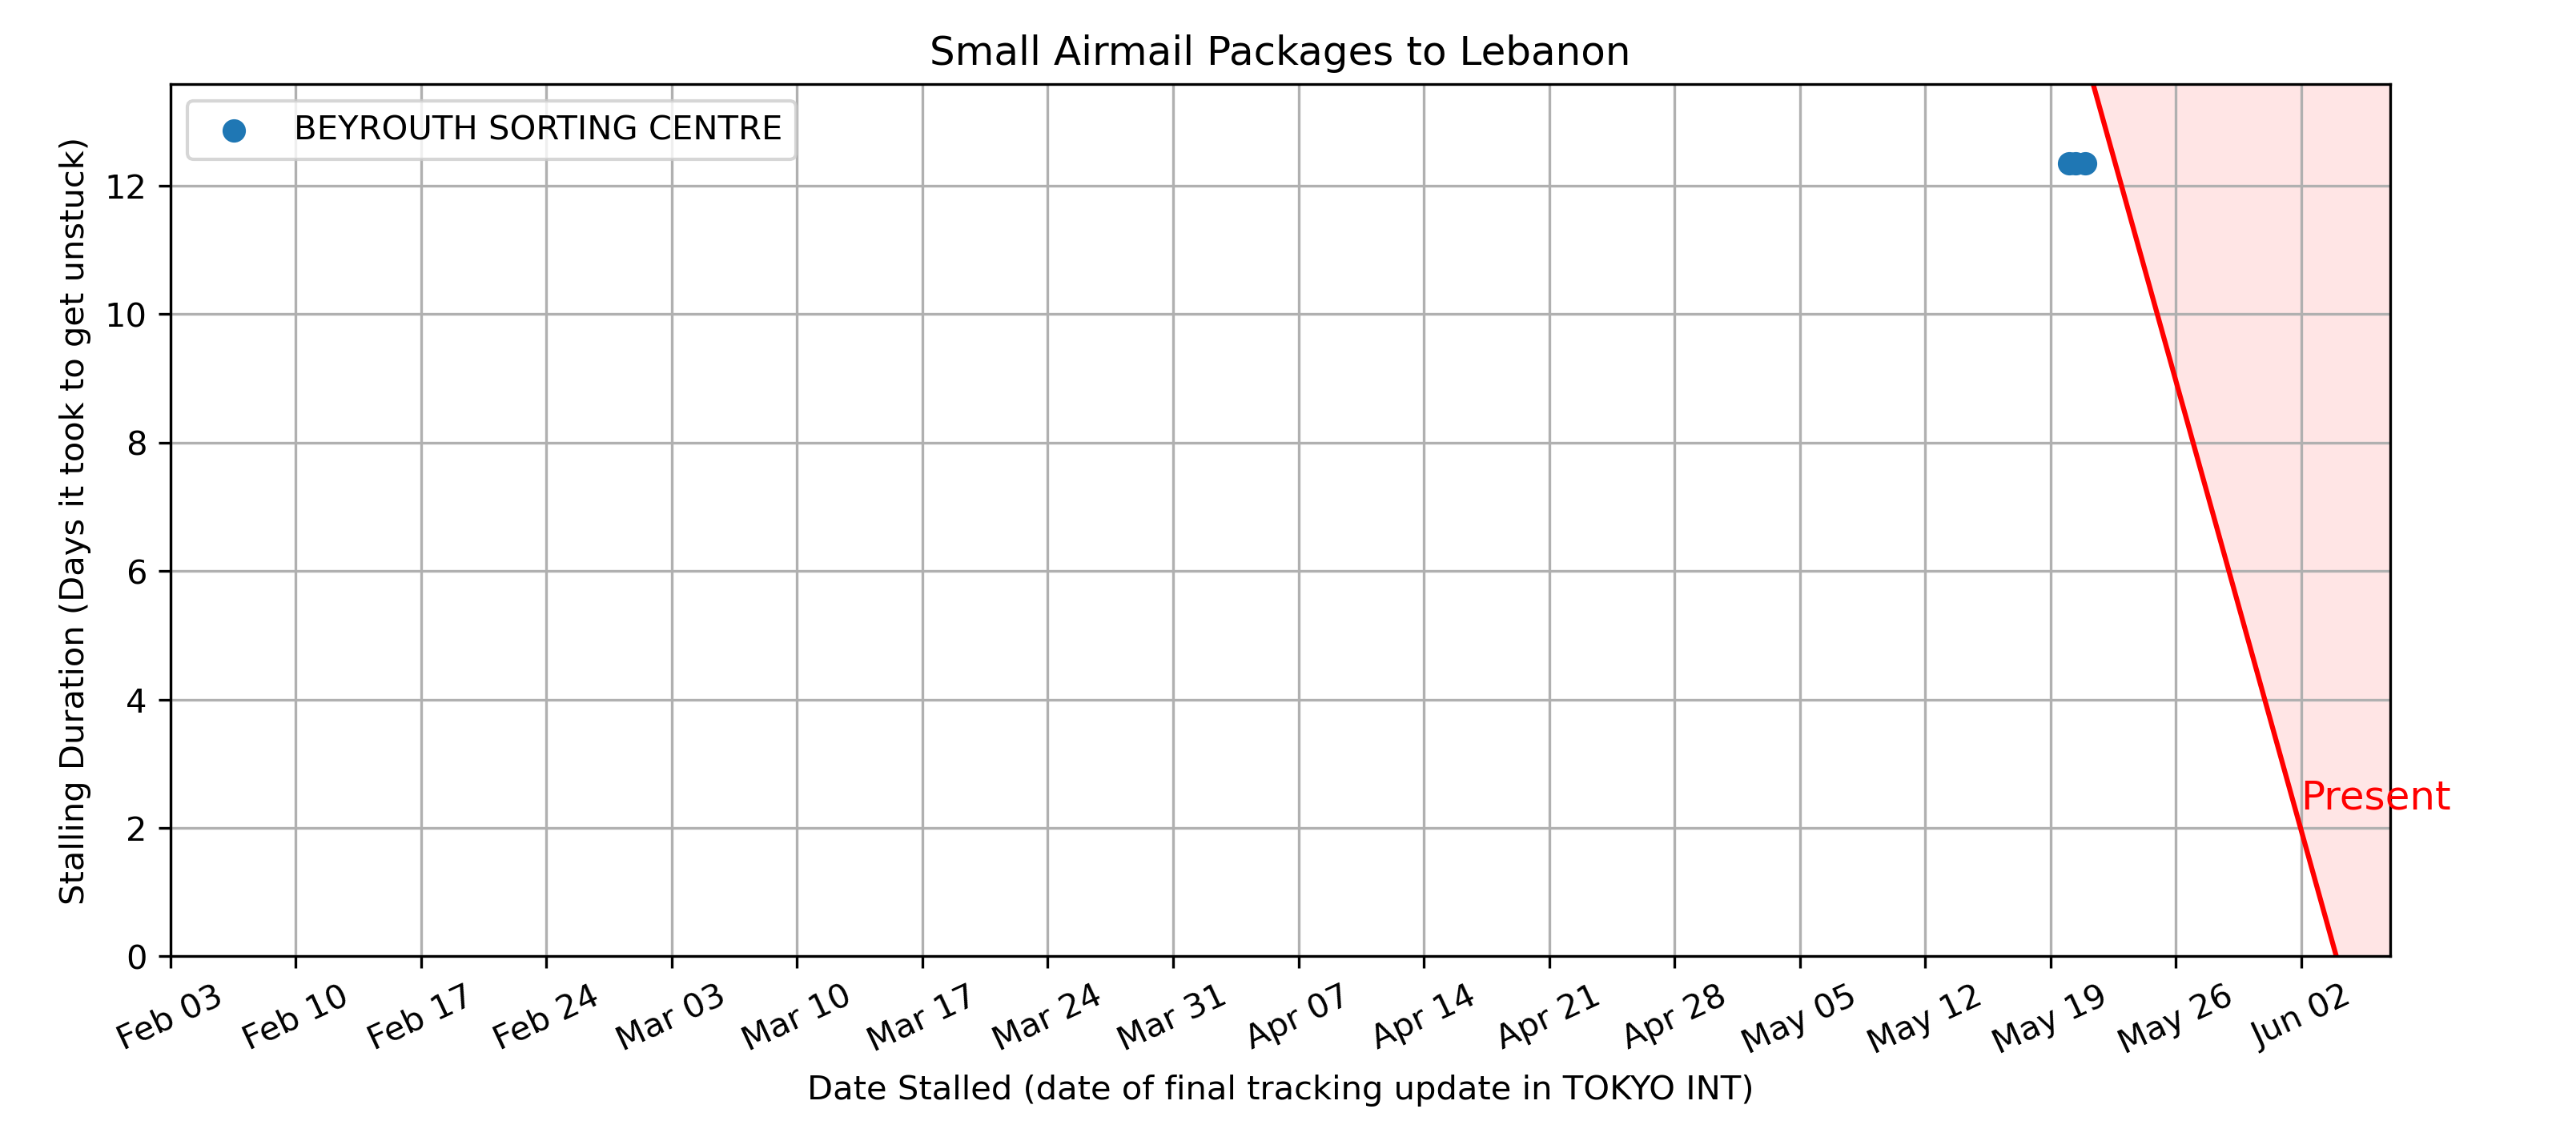 Small Airmail Packages to Lebanon
BEYROUTH SORTING CENTRE
Stalling Duration (Days it took to get unstuck)
12
10
8
6
4
2
0
Present
Feb 03
Feb 10
Feb 17
Feb 24
Mar 03
Mar 10
Mar 17
Mar 24
Mar 31
Apr 07
Apr 14
Apr 21
Apr 28
May 05
May 12
May 19
May 26
Jun 02
Date Stalled (date of final tracking update in TOKYO INT)